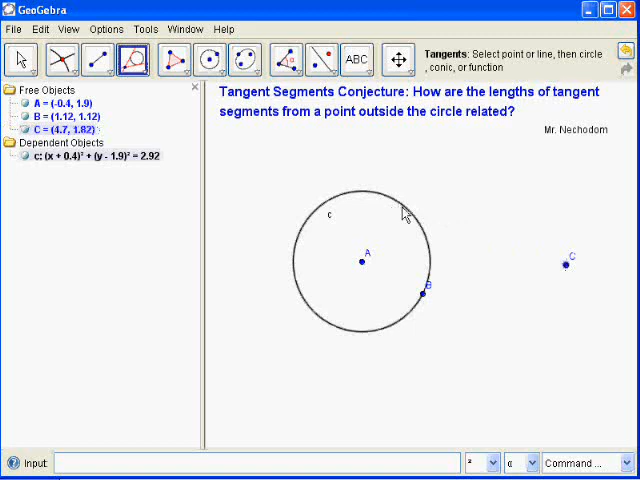 GeoGebra
File Edit View Options Tools Window Help
ABC
Tangents: Select point or line, then circle
, conic, or function
Free Objects
A = (-0.4, 1.9)
B = (1.12, 1.12)
C = (4.7, 1.82)
Dependent Objects
c: (x + 0.4)² + (y - 1.9)² = 2.92
Tangent Segments Conjecture: How are the lengths of tangent
segments from a point outside the circle related?
Mr. Nechodom
c
A
C
B
Input:
²
α
Command ...